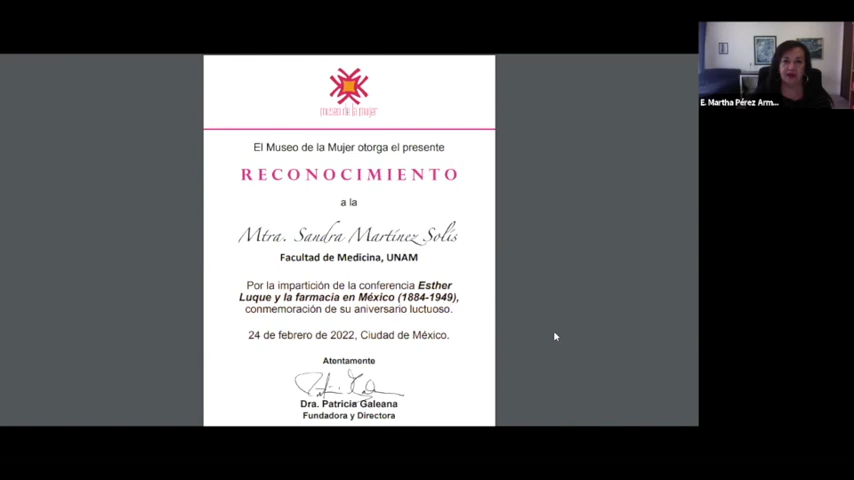 museo de la mujer
El Museo de la Mujer otorga el presente
RECONOCIMIENTO
a la
Mtra. Sandra Martínez Solís
Facultad de Medicina, UNAM
Por la impartición de la conferencia Esther
Luque y la farmacia en México (1884-1949),
conmemoración de su aniversario luctuoso.
24 de febrero de 2022, Ciudad de México.
Atentamente
Dra. Patricia Galeana
Fundadora y Directora
E. Martha Pérez Arm...